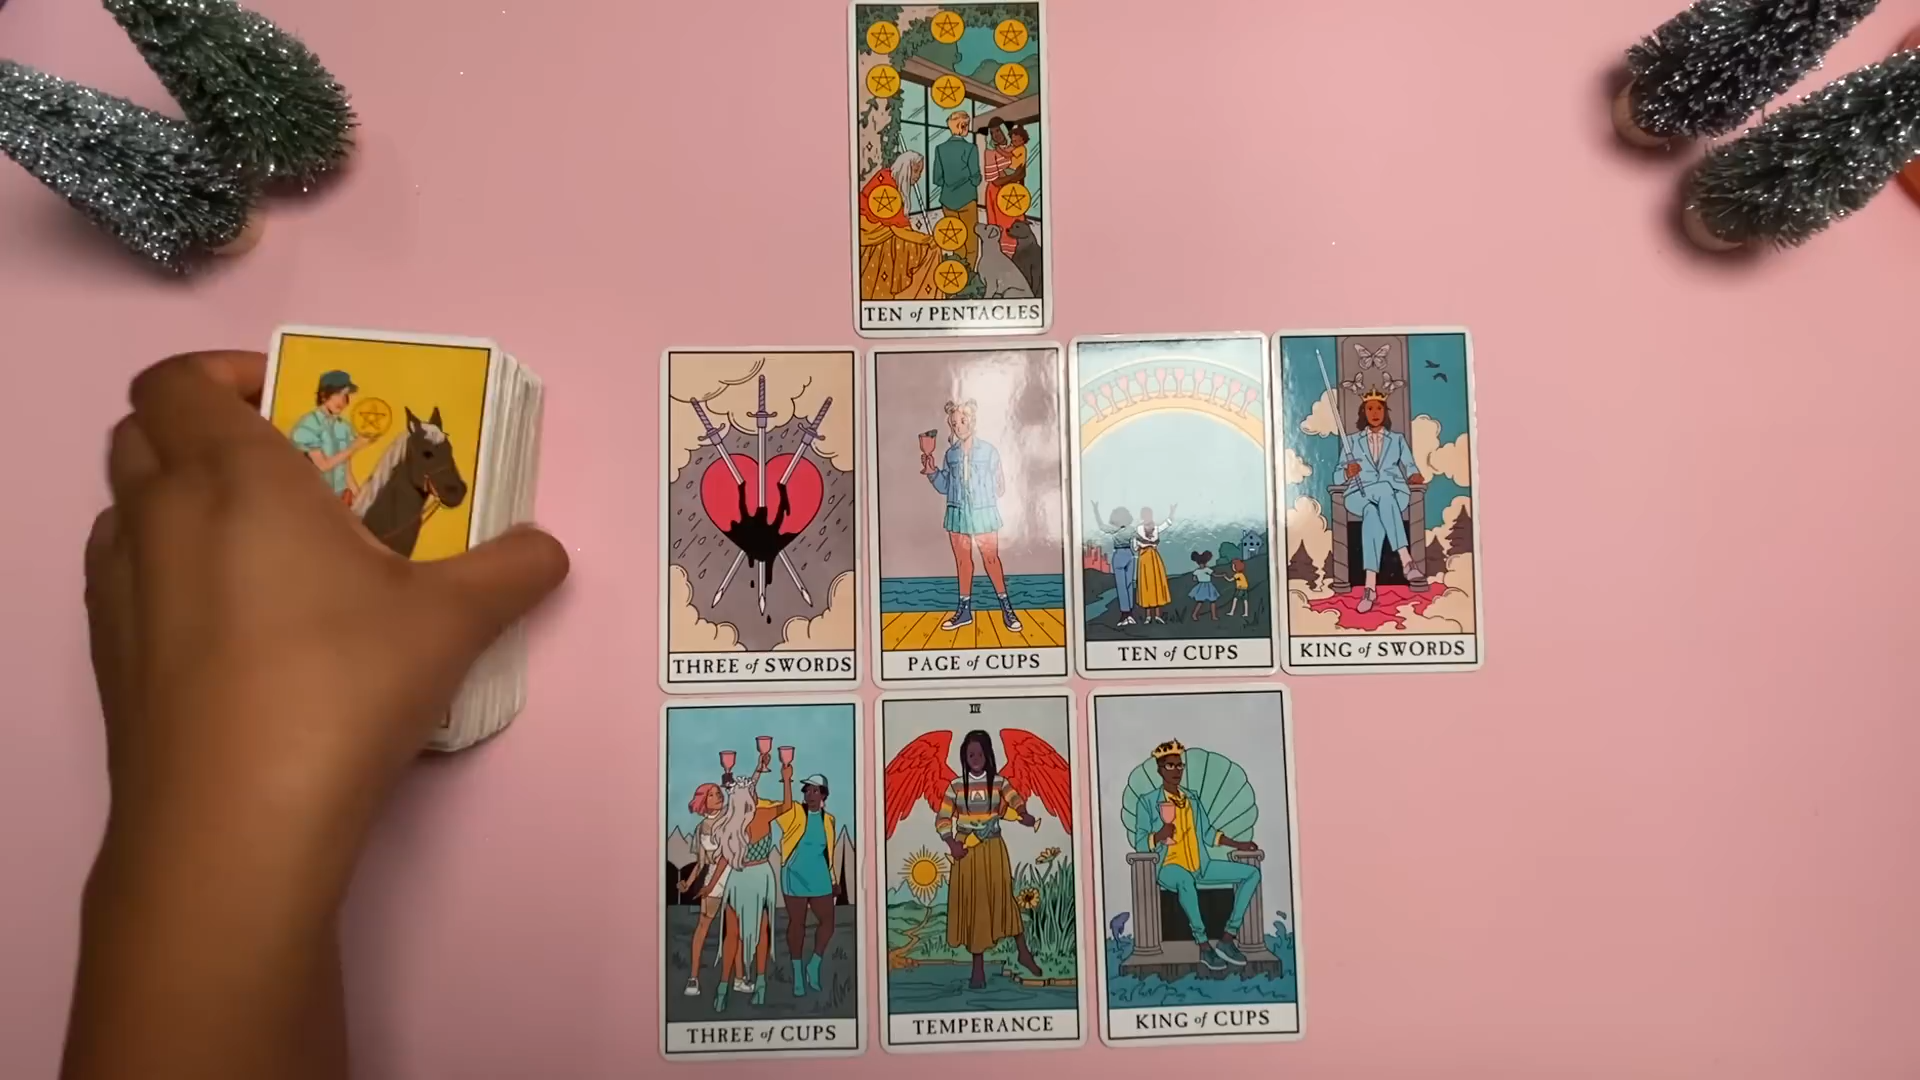 TEN of PENTACLES
THREE of SWORDS
PAGE of CUPS
TEN of CUPS
KING of SWORDS
THREE of CUPS
TEMPERANCE
KING of CUPS